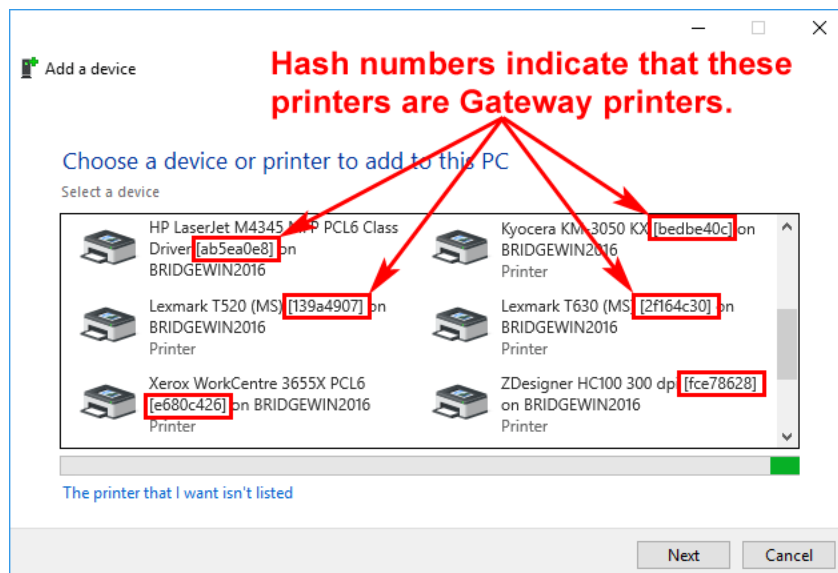 Add a device
Hash numbers indicate that these
printers are Gateway printers.
Choose a device or printer to add to this PC
Select a device
HP LaserJet M4345 MFP PCL6 Class
Driver [ab5ea0e8] on
BRIDGEWIN2016
Kyocera KM-3050 KX [bedbe40c] on
BRIDGEWIN2016
Printer
Lexmark T520 (MS) [139a4907] on
BRIDGEWIN2016
Printer
Lexmark T630 (MS) [2f164c30] on
BRIDGEWIN2016
Printer
Xerox WorkCentre 3655X PCL6
[e680c426] on BRIDGEWIN2016
Printer
ZDesigner HC100 300 dpi [fce78628]
on BRIDGEWIN2016
Printer
The printer that I want isn't listed
Next
Cancel